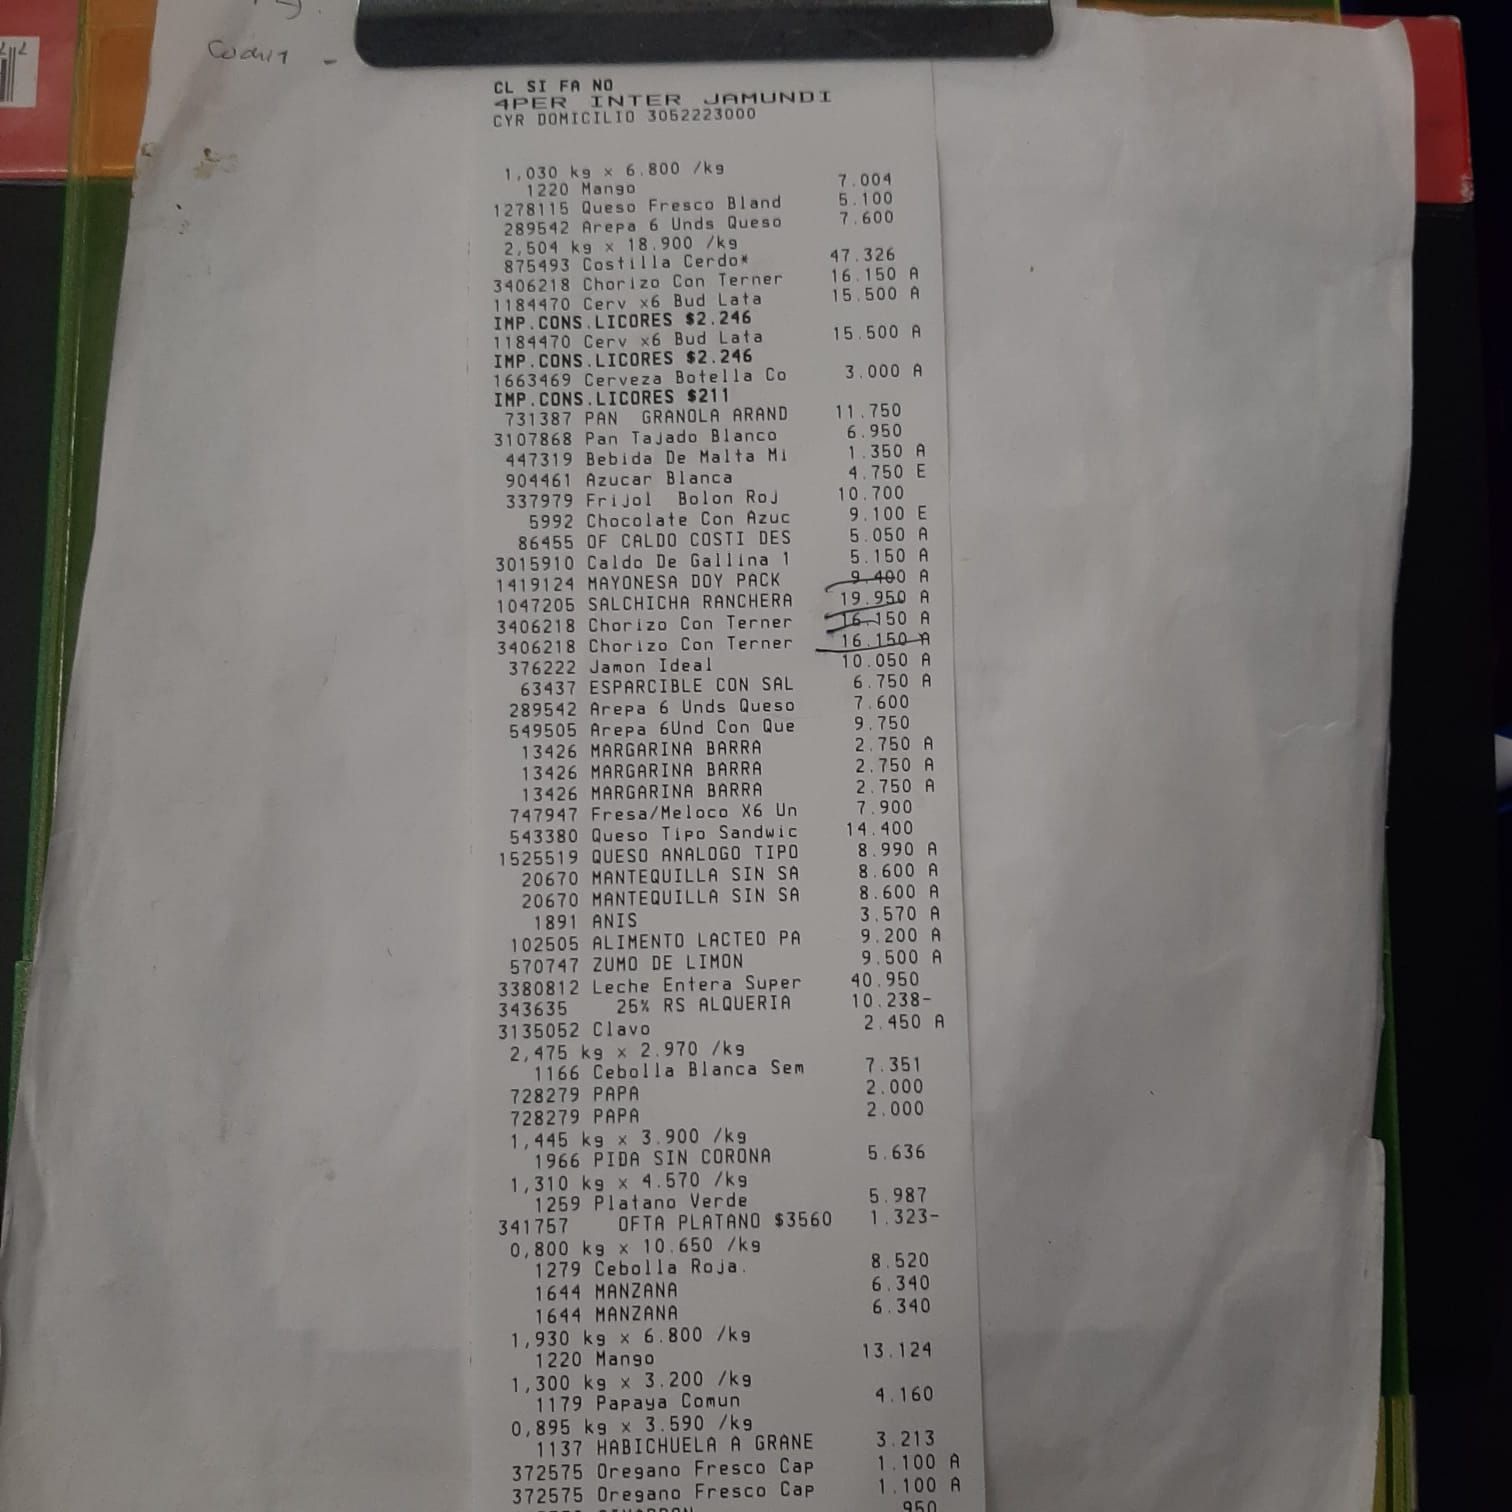 CL SI FA NO
4PER INTER JAMUNDI
CYR DOMICILIO 3052223000
1,030 kg x 6.800 /kg
1220 Mango 7.004
1278115 Queso Fresco Bland 5.100
289542 Arepa 6 Unds Queso 7.600
2,504 kg x 18.900 /kg
875493 Costilla Cerdo* 47.326
3406218 Chorizo Con Terner 16.150 A
1184470 Cerv x6 Bud Lata 15.500 A
IMP.CONS.LICORES $2.246
1184470 Cerv x6 Bud Lata 15.500 A
IMP.CONS.LICORES $2.246
1663469 Cerveza Botella Co 3.000 A
IMP.CONS.LICORES $211
731387 PAN GRANOLA ARAND 11.750
3107868 Pan Tajado Blanco 6.950
447319 Bebida De Malta Mi 1.350 A
904461 Azucar Blanca 4.750 E
337979 Frijol Bolon Roj 10.700
5992 Chocolate Con Azuc 9.100 E
86455 OF CALDO COSTI DES 5.050 A
3015910 Caldo De Gallina 1 5.150 A
1419124 MAYONESA DOY PACK 9.400 A
1047205 SALCHICHA RANCHERA 19.950 A
3406218 Chorizo Con Terner 16.150 A
3406218 Chorizo Con Terner 16.150 A
376222 Jamon Ideal 10.050 A
63437 ESPARCIBLE CON SAL 6.750 A
289542 Arepa 6 Unds Queso 7.600
549505 Arepa 6Und Con Que 9.750
13426 MARGARINA BARRA 2.750 A
13426 MARGARINA BARRA 2.750 A
13426 MARGARINA BARRA 2.750 A
747947 Fresa/Meloco X6 Un 7.900
543380 Queso Tipo Sandwic 14.400
1525519 QUESO ANALOGO TIPO 8.990 A
20670 MANTEQUILLA SIN SA 8.600 A
20670 MANTEQUILLA SIN SA 8.600 A
1891 ANIS 3.570 A
102505 ALIMENTO LACTEO PA 9.200 A
570747 ZUMO DE LIMON 9.500 A
3380812 Leche Entera Super 40.950
343635 25% RS ALQUERIA 10.238-
3135052 Clavo 2.450 A
2,475 kg x 2.970 /kg
1166 Cebolla Blanca Sem 7.351
728279 PAPA 2.000
728279 PAPA 2.000
1,445 kg x 3.900 /kg
1966 PIDA SIN CORONA 5.636
1,310 kg x 4.570 /kg
1259 Platano Verde 5.987
341757 OFTA PLATANO $3560 1.323-
0,800 kg x 10.650 /kg
1279 Cebolla Roja. 8.520
1644 MANZANA 6.340
1644 MANZANA 6.340
1,930 kg x 6.800 /kg
1220 Mango 13.124
1,300 kg x 3.200 /kg
1179 Papaya Comun 4.160
0,895 kg x 3.590 /kg
1137 HABICHUELA A GRANE 3.213
372575 Oregano Fresco Cap 1.100 A
372575 Oregano Fresco Cap 1.100 A
950